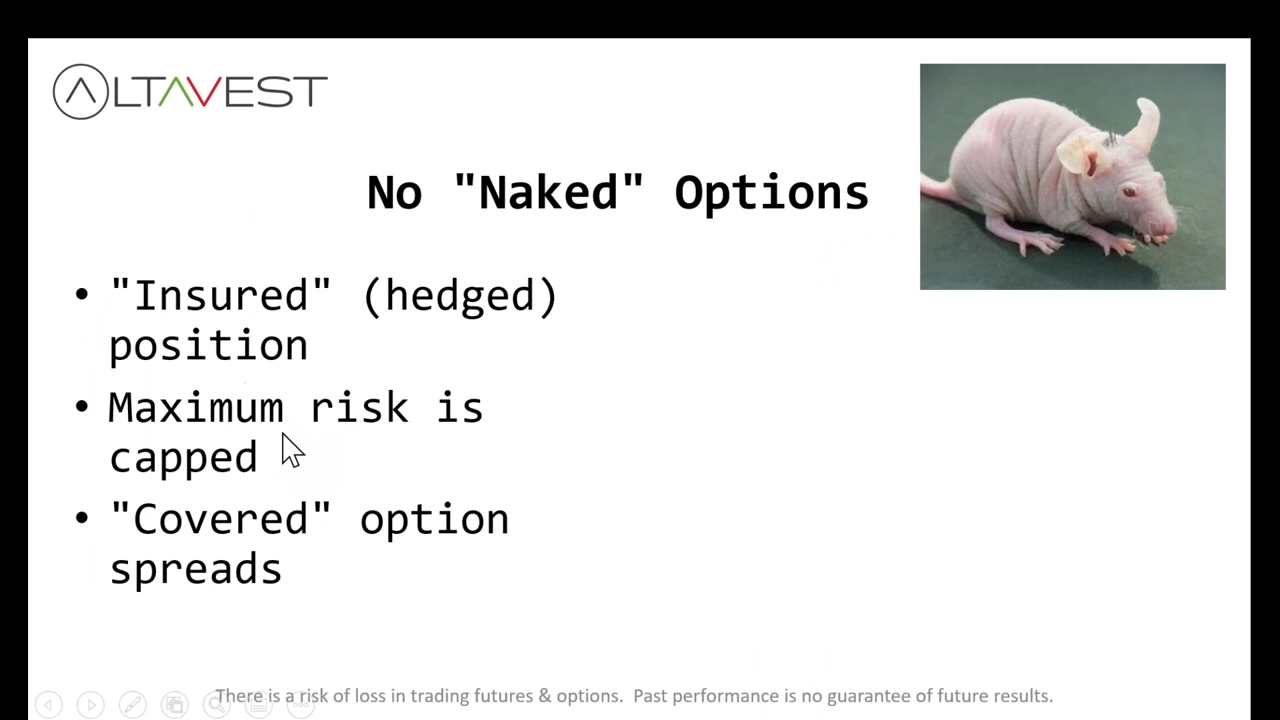 ALTAVEST
No "Naked" Options
• "Insured" (hedged)
position
• Maximum risk is
capped
• "Covered" option
spreads
There is a risk of loss in trading futures & options. Past performance is no guarantee of future results.